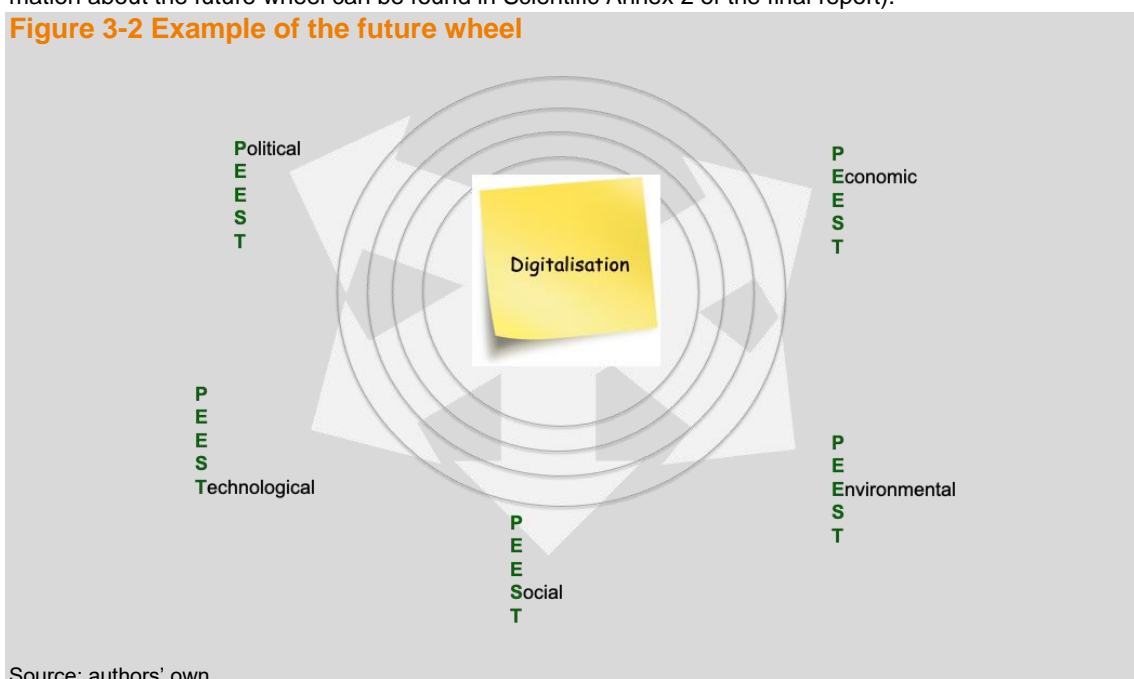 mation about the future wheel can be found in Scientific Annex 2 of the final report).
Figure 3-2 Example of the future wheel
Political
E
E
S
T
P
Economic
E
S
T
Digitalisation
P
E
E
S
Technological
P
E
Environmental
S
T
P
E
E
Social
T
Source: authors' own